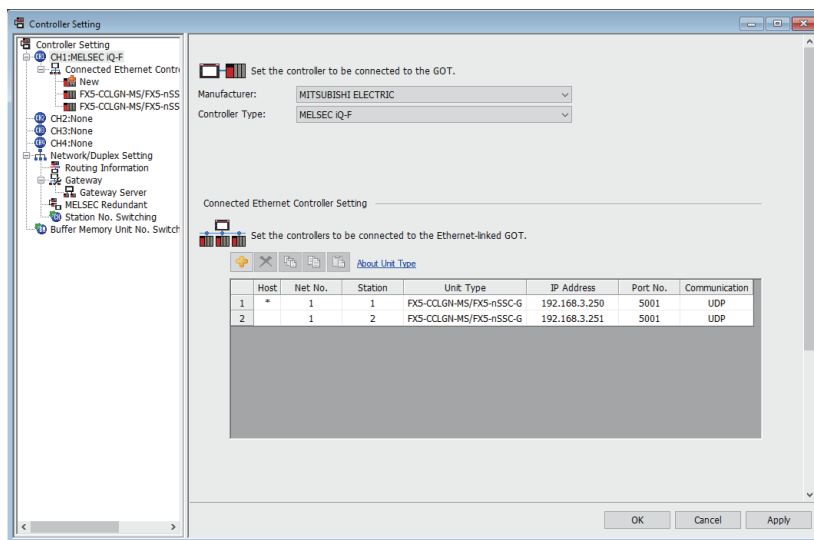 Controller Setting
Controller Setting
CH1:MELSEC iQ-F
Connected Ethernet Contr
New
FX5-CCLGN-MS/FX5-nSS
FX5-CCLGN-MS/FX5-nSS
CH2:None
CH3:None
CH4:None
Network/Duplex Setting
Routing Information
Gateway
Gateway Server
MELSEC Redundant
Station No. Switching
Buffer Memory Unit No. Switch
Set the controller to be connected to the GOT.
Manufacturer: MITSUBISHI ELECTRIC
Controller Type: MELSEC iQ-F
Connected Ethernet Controller Setting
Set the controllers to be connected to the Ethernet-linked GOT.
About Unit Type
Host Net No. Station Unit Type IP Address Port No. Communication
1 * 1 1 FX5-CCLGN-MS/FX5-nSSC-G 192.168.3.250 5001 UDP
2 1 2 FX5-CCLGN-MS/FX5-nSSC-G 192.168.3.251 5001 UDP
OK Cancel Apply